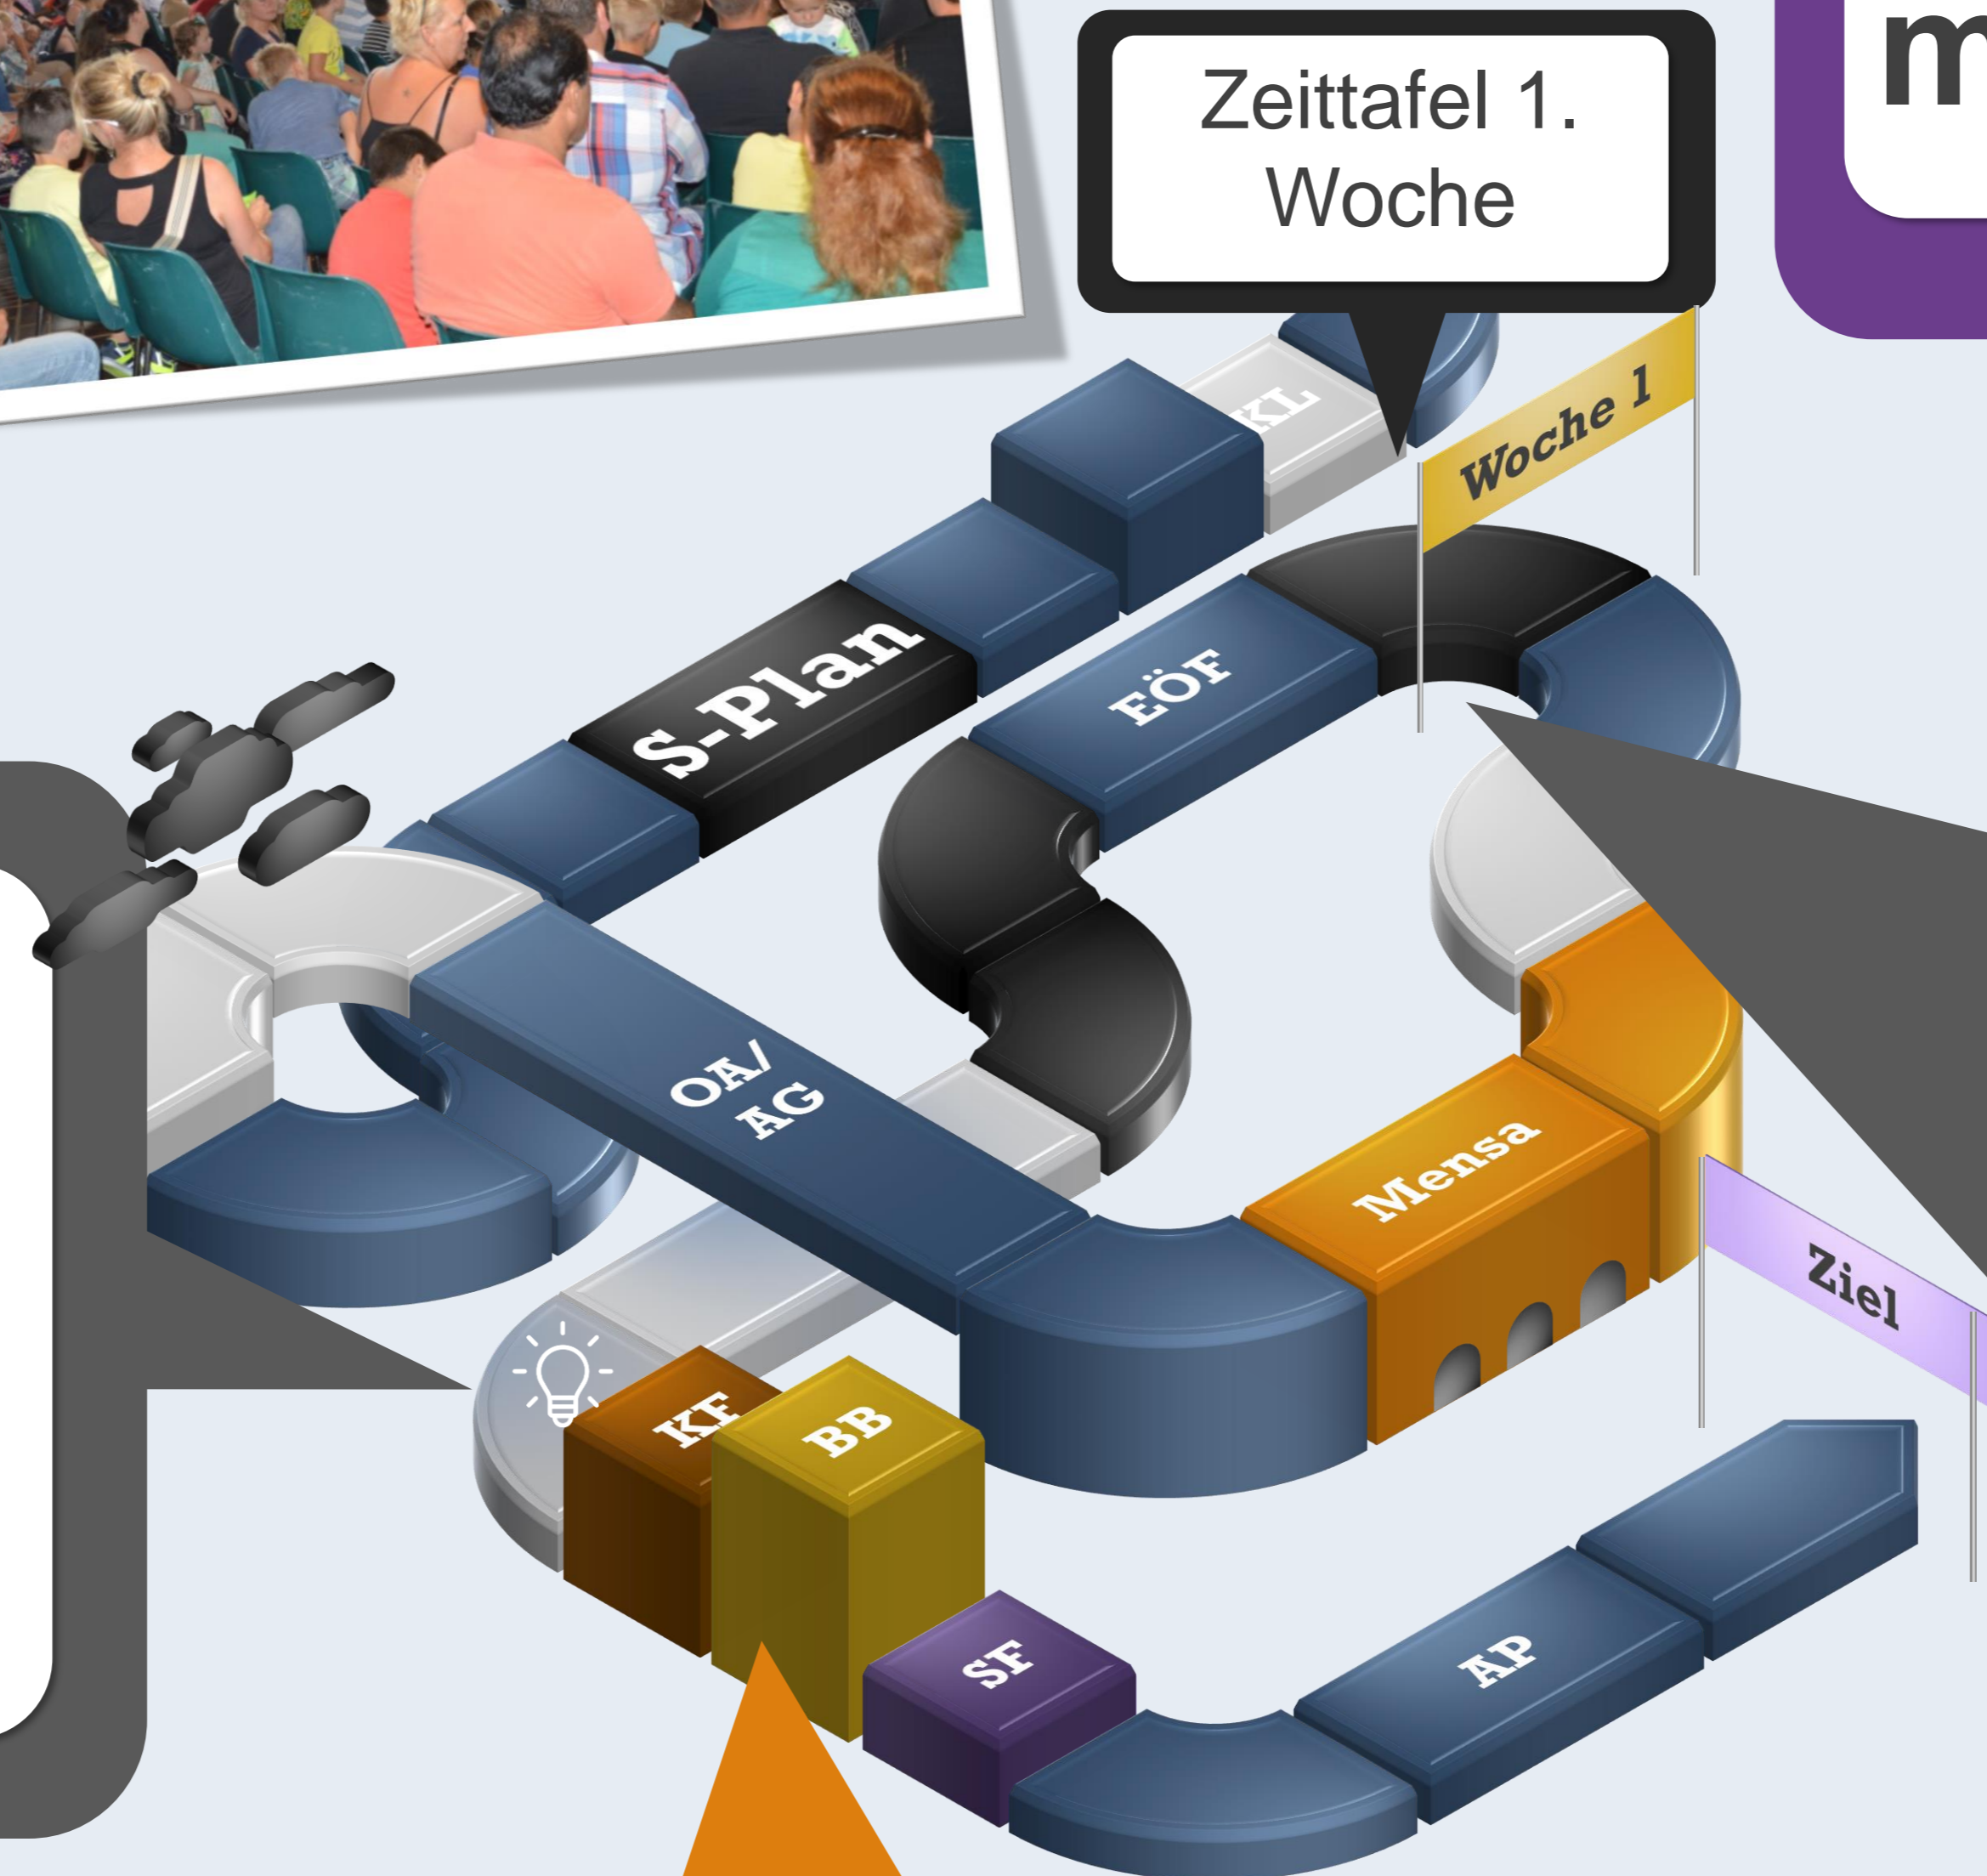 Zeittafel 1.
Woche
m
KL
Woche 1
S-Plan
EÖF
OA/
AG
Mensa
Ziel
KF
BB
SF
AP